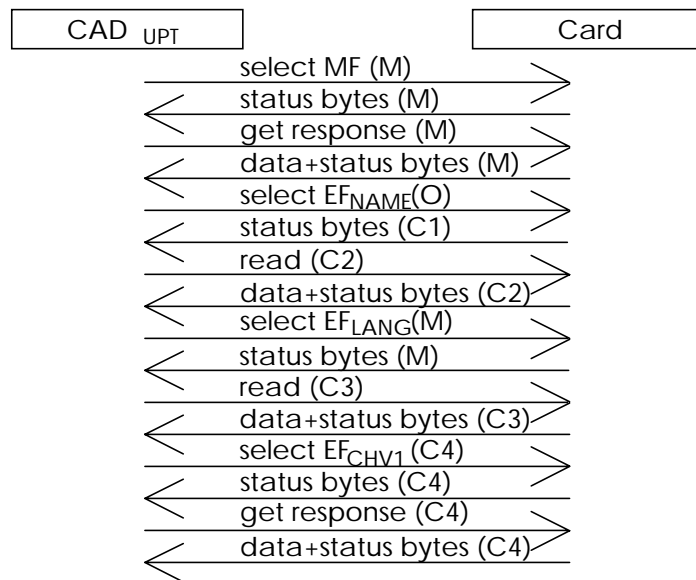 CAD UPT
Card
select MF (M)
status bytes (M)
get response (M)
data+status bytes (M)
select EFNAME(O)
status bytes (C1)
read (C2)
data+status bytes (C2)
select EFLANG(M)
status bytes (M)
read (C3)
data+status bytes (C3)
select EFCHV1 (C4)
status bytes (C4)
get response (C4)
data+status bytes (C4)